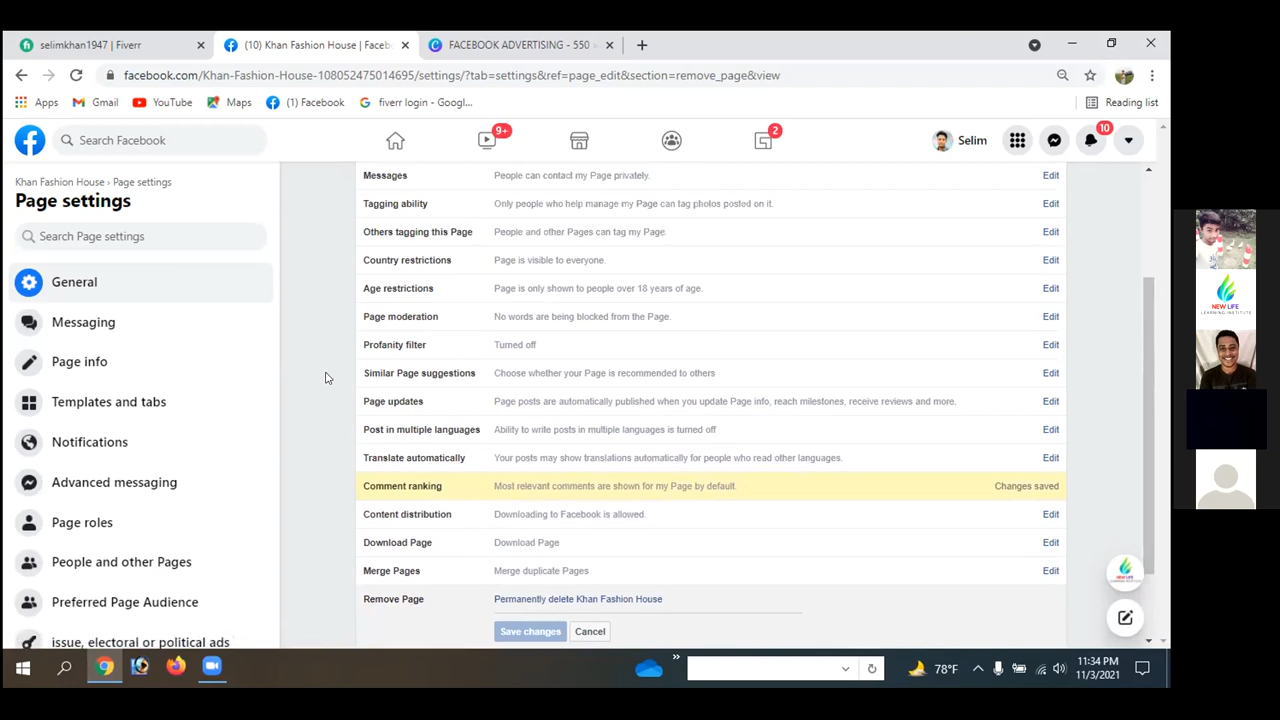 selimkhan1947 | Fiverr
(10) Khan Fashion House | Faceb
FACEBOOK ADVERTISING - 550
facebook.com/Khan-Fashion-House-108052475014695/settings/?tab=settings&ref=page_edit&section=remove_page&view
Apps
Gmail
YouTube
Maps
(1) Facebook
fiverr login - Googl...
Reading list
Search Facebook
9+
2
Selim
10
Khan Fashion House › Page settings
Page settings
Search Page settings
General
Messaging
Page info
Templates and tabs
Notifications
Advanced messaging
Page roles
People and other Pages
Preferred Page Audience
issue, electoral or political ads
Messages People can contact my Page privately. Edit
Tagging ability Only people who help manage my Page can tag photos posted on it. Edit
Others tagging this Page People and other Pages can tag my Page. Edit
Country restrictions Page is visible to everyone. Edit
Age restrictions Page is only shown to people over 18 years of age. Edit
Page moderation No words are being blocked from the Page. Edit
Profanity filter Turned off Edit
Similar Page suggestions Choose whether your Page is recommended to others Edit
Page updates Page posts are automatically published when you update Page info, reach milestones, receive reviews and more. Edit
Post in multiple languages Ability to write posts in multiple languages is turned off Edit
Translate automatically Your posts may show translations automatically for people who read other languages. Edit
Comment ranking Most relevant comments are shown for my Page by default. Changes saved
Content distribution Downloading to Facebook is allowed. Edit
Download Page Download Page Edit
Merge Pages Merge duplicate Pages Edit
Remove Page Permanently delete Khan Fashion House
Save changes Cancel
NEW LIFE
LEARNING INSTITUTE
78°F
11:34 PM
11/3/2021